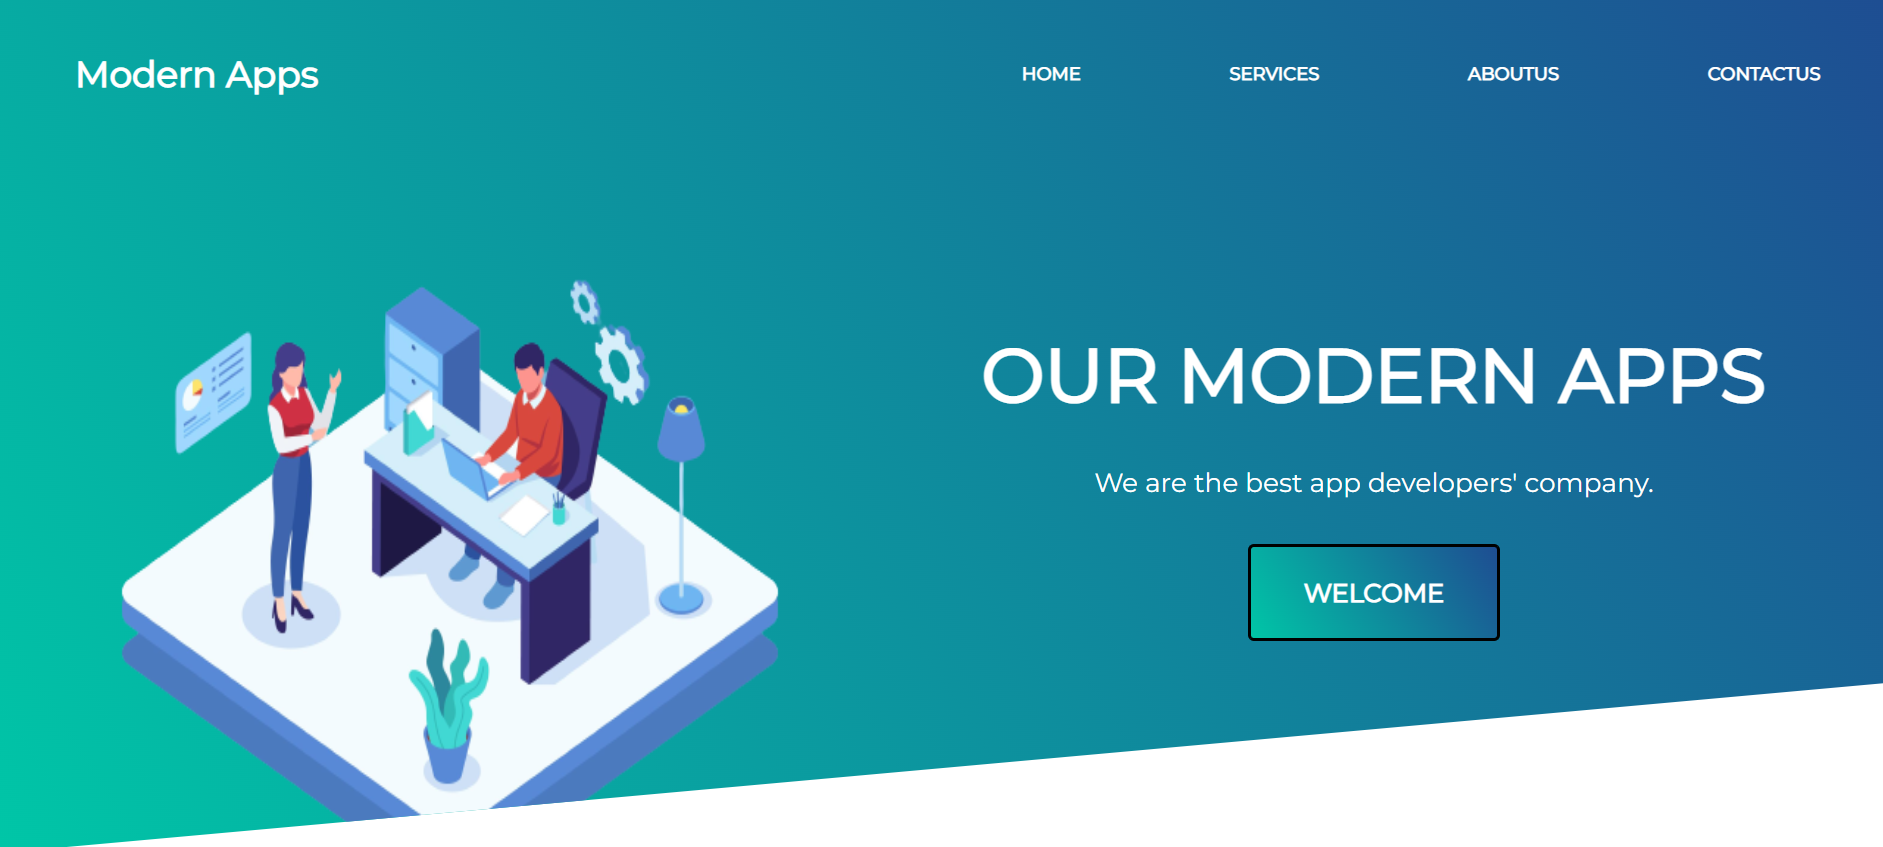 Modern Apps
HOME SERVICES ABOUTUS CONTACTUS
OUR MODERN APPS
We are the best app developers' company.
WELCOME